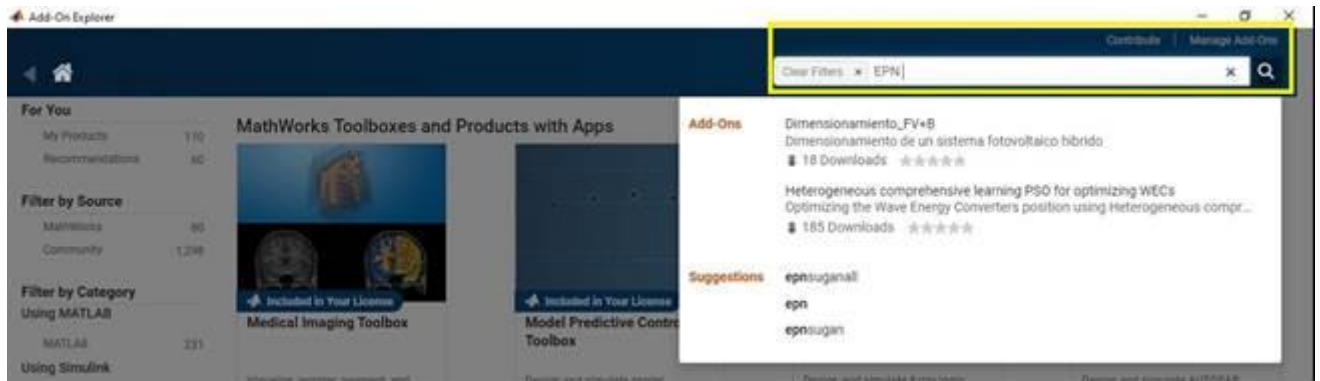 Add-On Explorer
Contribute | Manage Add-Ons
Clear Filters × EPN
For You
My Products 110
Recommendations 60
Filter by Source
MathWorks 80
Community 1,298
Filter by Category
Using MATLAB
MATLAB 231
Using Simulink
MathWorks Toolboxes and Products with Apps
Included in Your License
Medical Imaging Toolbox
Included in Your License
Model Predictive Contro
Toolbox
Add-Ons
Dimensionamiento_FV+B
Dimensionamiento de un sistema fotovoltaico hibrido
18 Downloads
Heterogeneous comprehensive learning PSO for optimizing WECs
Optimizing the Wave Energy Converters position using Heterogeneous compr...
185 Downloads
Suggestions
epnsuganall
epn
epnsugan